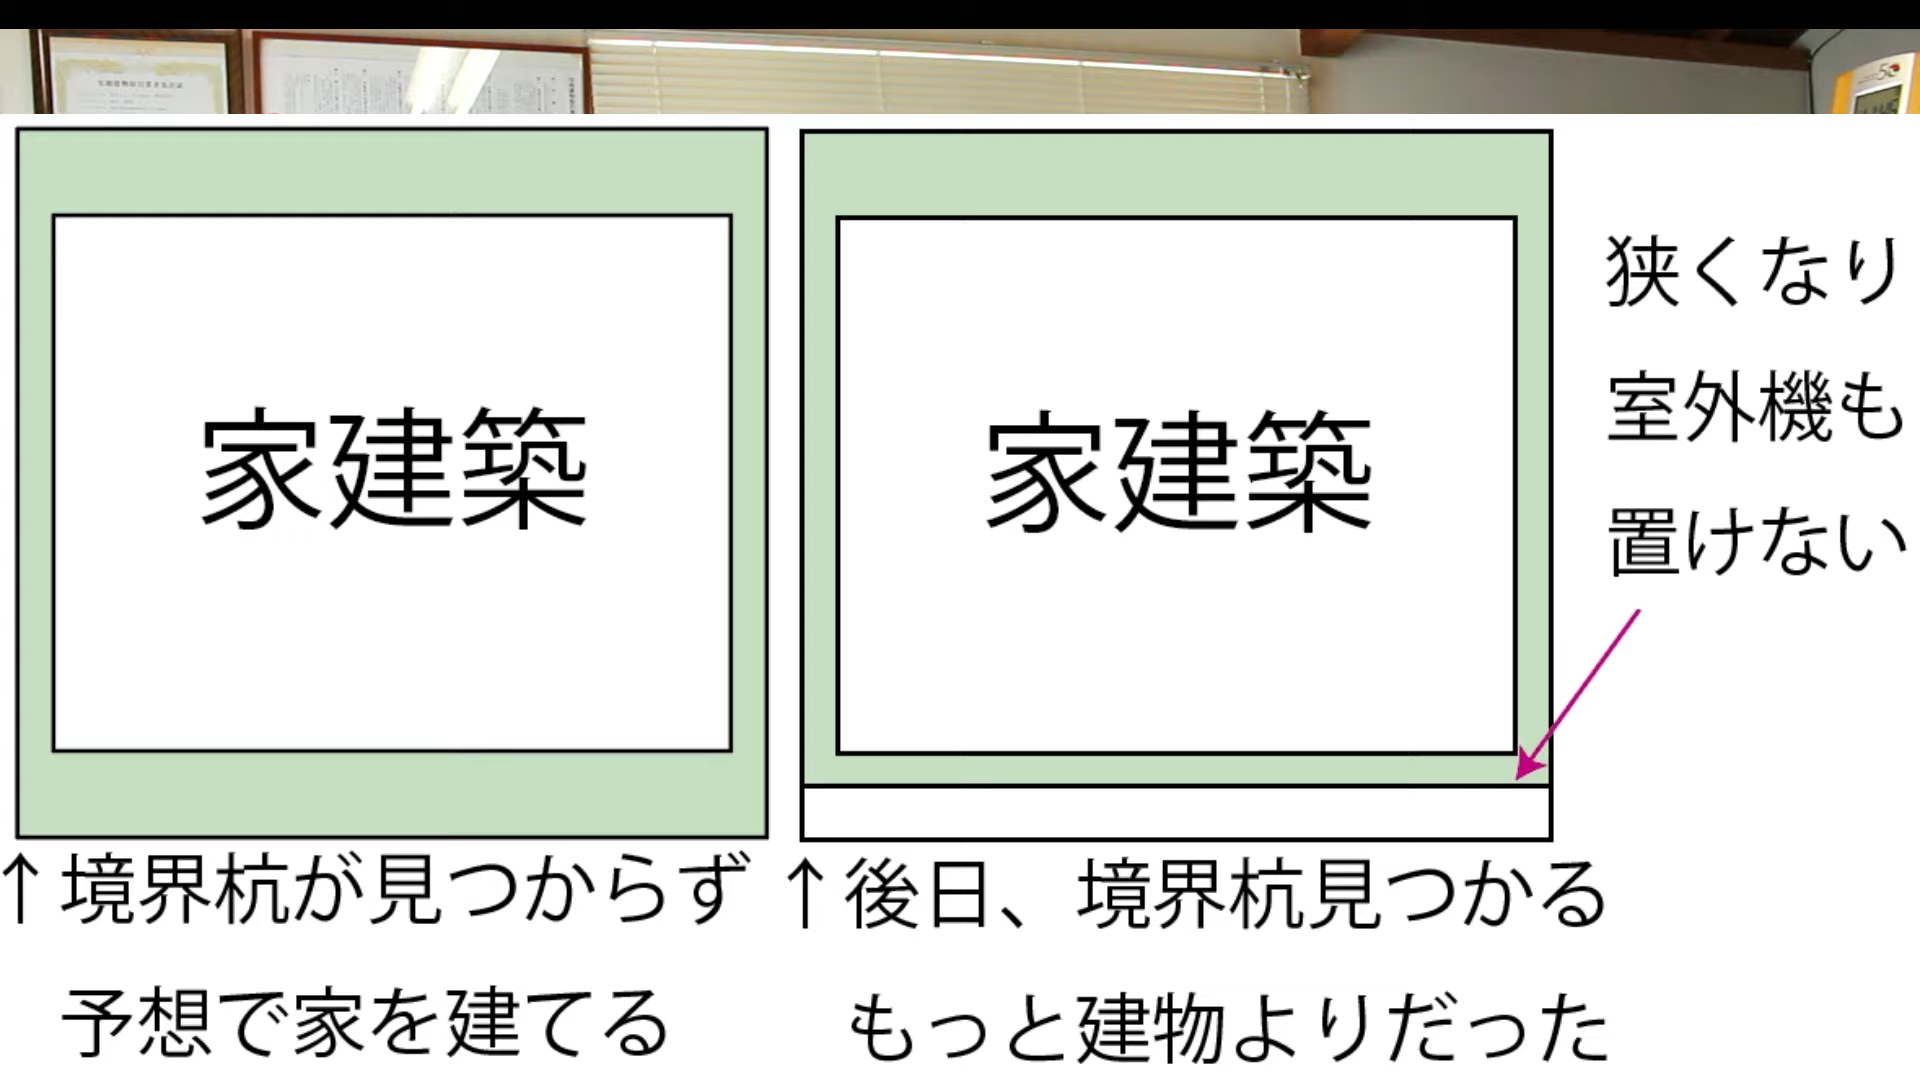 家建築
↑境界杭が見つからず
予想で家を建てる
家建築
↑後日、境界杭見つかる
もっと建物よりだった
狭くなり
室外機も
置けない